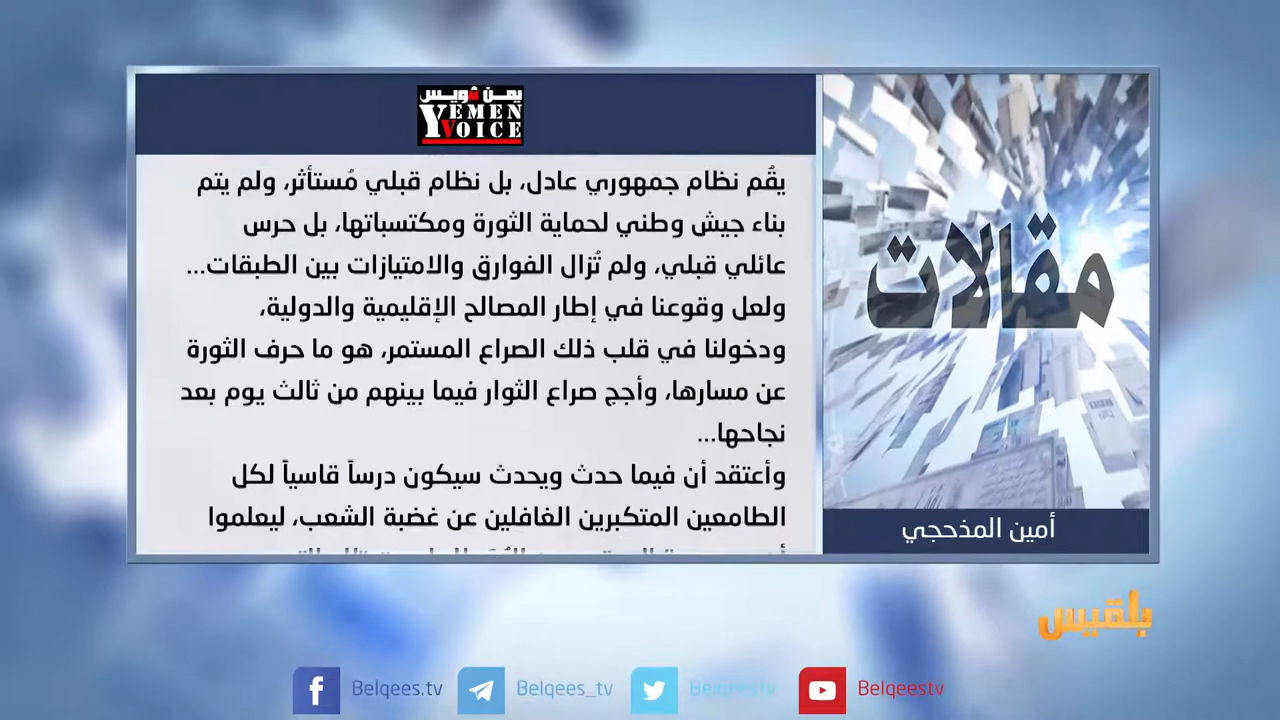 يمن ڤويس
YEMEN
VOICE
يقُم نظام جمهوري عادل، بل نظام قبلي مُستأثر، ولم يتم
بناء جيش وطني لحماية الثورة ومكتسباتها، بل حرس
عائلي قبلي، ولم تُزال الفوارق والامتيازات بين الطبقات...
ولعل وقوعنا في إطار المصالح الإقليمية والدولية،
ودخولنا في قلب ذلك الصراع المستمر، هو ما حرف الثورة
عن مسارها، وأجج صراع الثوار فيما بينهم من ثالث يوم بعد
نجاحها...
وأعتقد أن فيما حدث ويحدث سيكون درساً قاسياً لكل
الطامعين المتكبرين الغافلين عن غضبة الشعب، ليعلموا
مقالات
أمين المذحجي
بلقيس
Belqees.tv
Belqees_tv
Belqeestv
Belqeestv